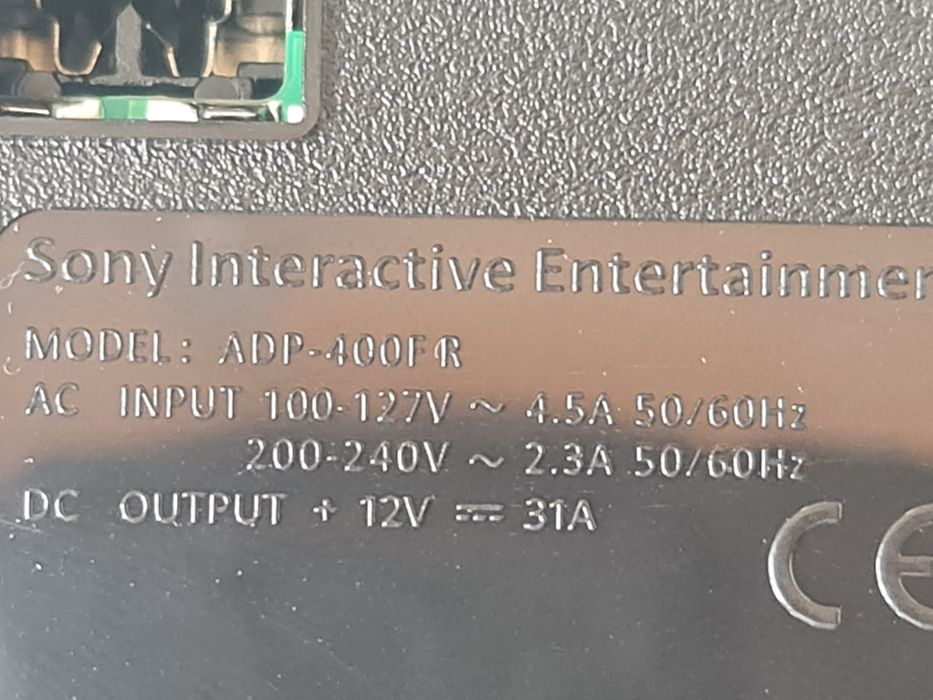 Sony Interactive Entertainmen
MODEL: ADP-400FR
AC INPUT 100-127V ~ 4.5A 50/60Hz
200-240V ~ 2.3A 50/60Hz
DC OUTPUT + 12V ⎓ 31A
CE